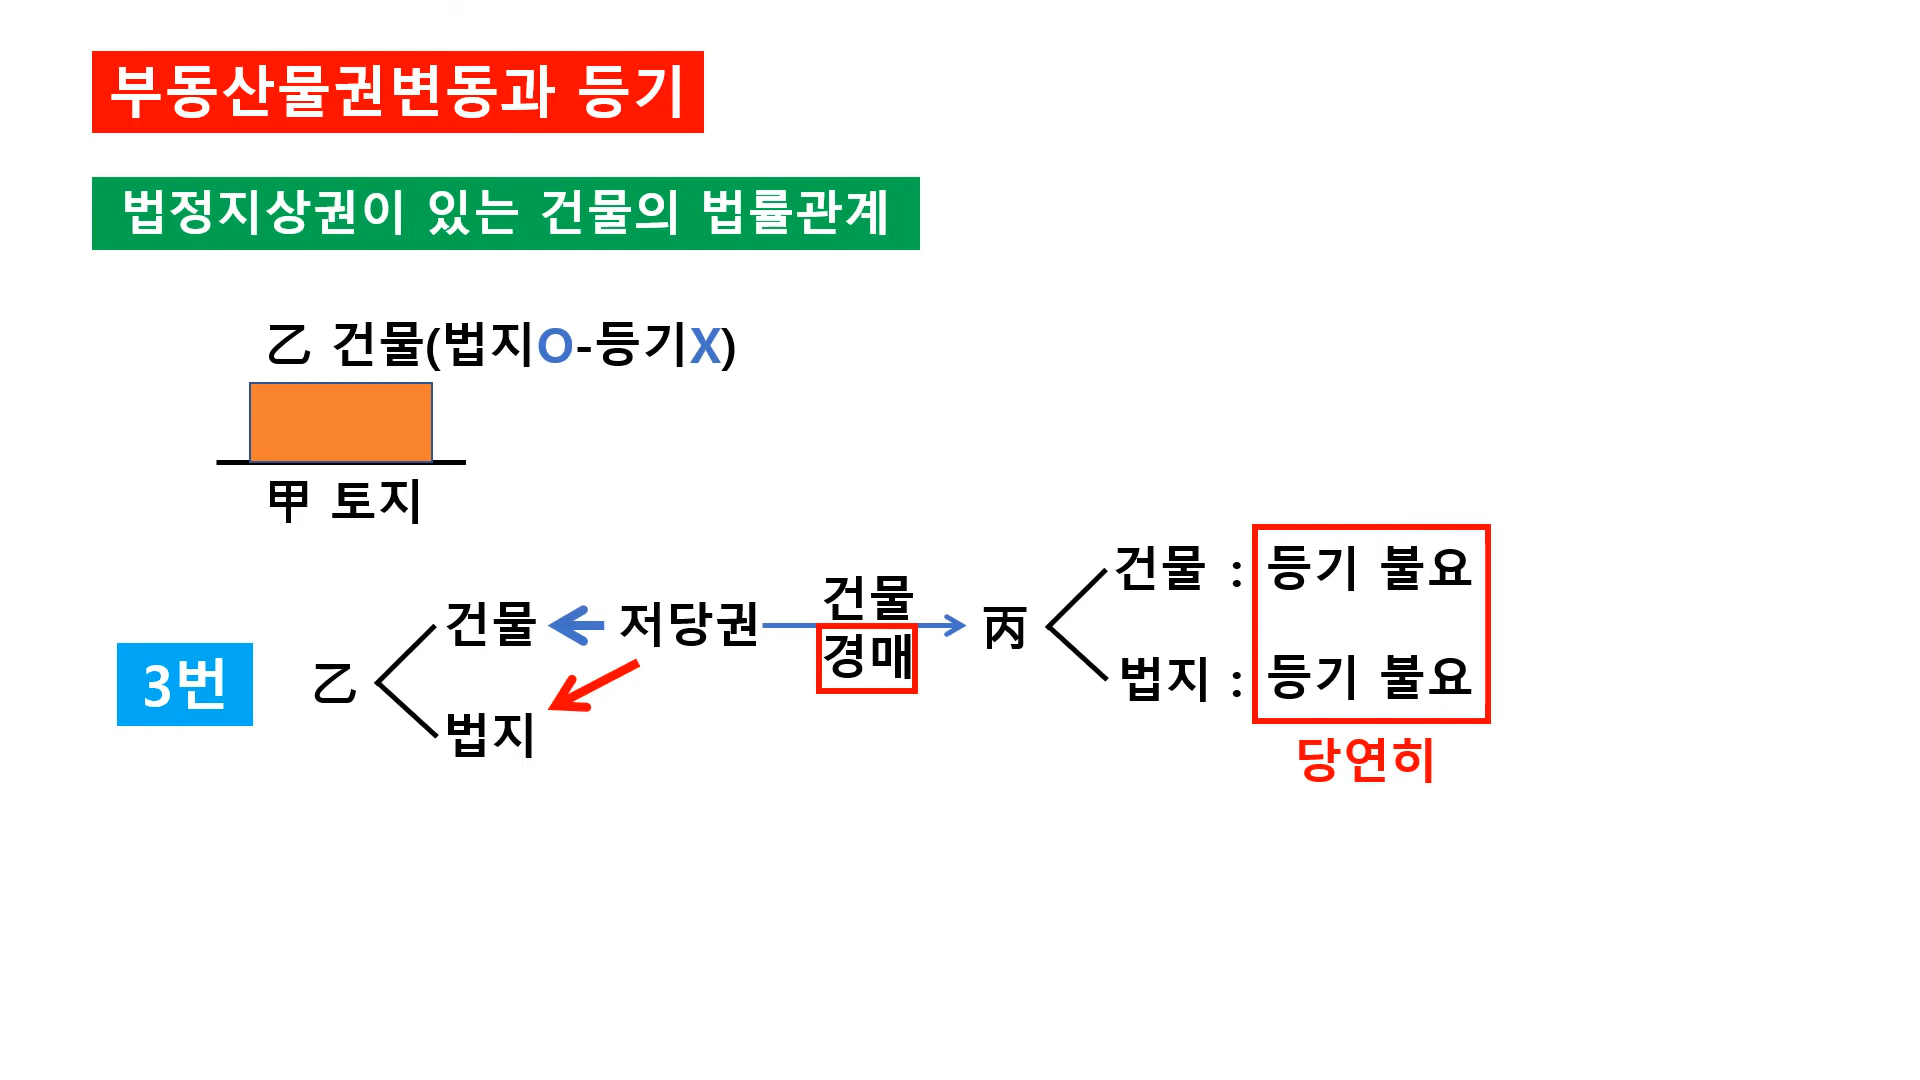 부동산물권변동과 등기
법정지상권이 있는 건물의 법률관계
乙 건물(법지O-등기X)
甲 토지
3번
乙
건물
법지
저당권
건물
경매
丙
건물 : 등기 불요
법지 : 등기 불요
당연히